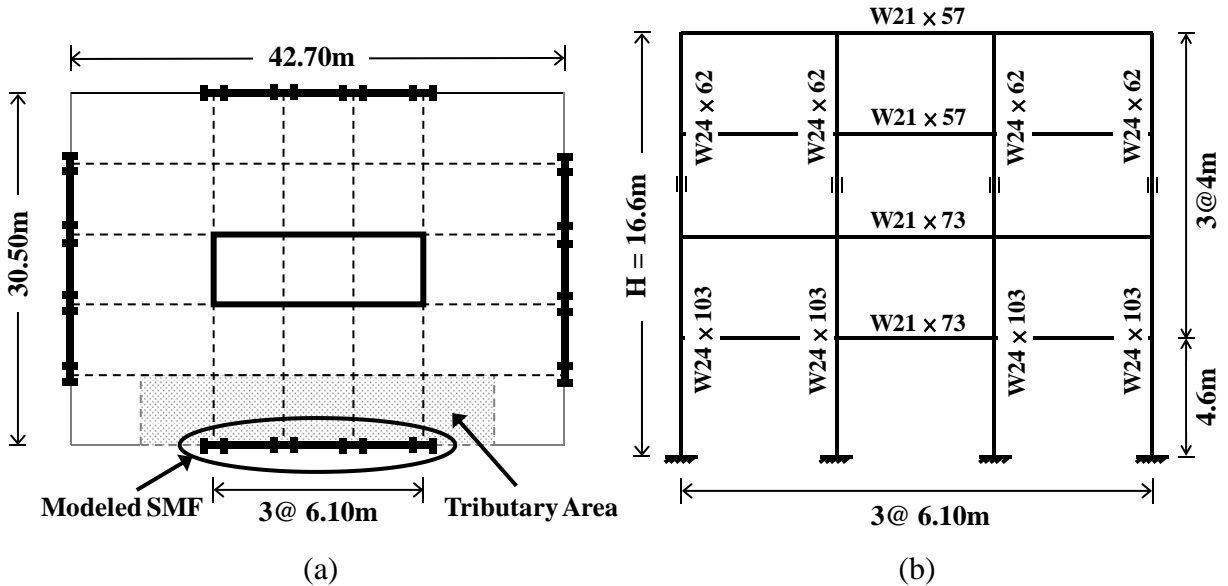 42.70m
30.50m
Modeled SMF
3@ 6.10m
Tributary Area
(a)
W21 × 57
W24 × 62
W24 × 62
W24 × 62
W24 × 62
W21 × 57
H = 16.6m
W21 × 73
3@4m
W24 × 103
W24 × 103
W24 × 103
W24 × 103
W21 × 73
4.6m
3@ 6.10m
(b)